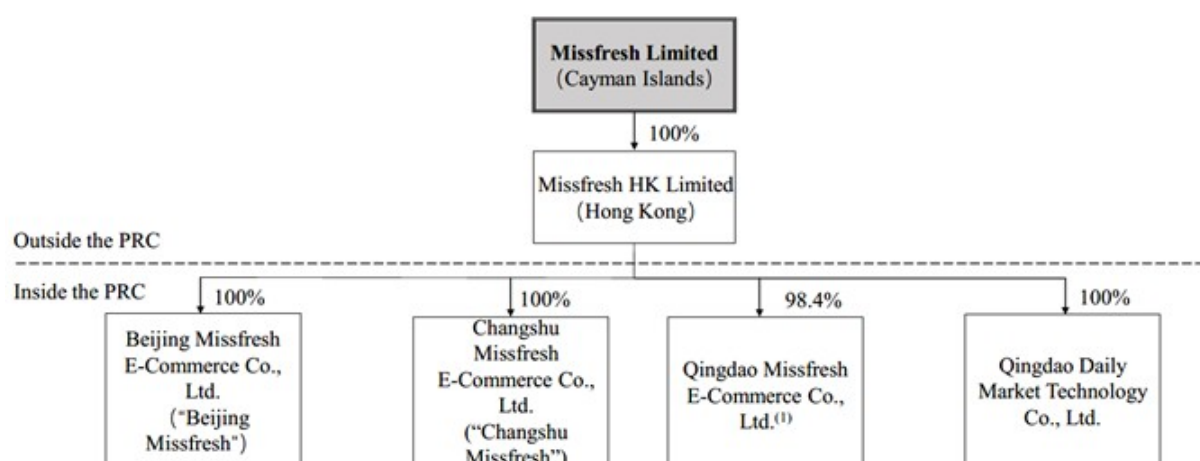 Missfresh Limited
(Cayman Islands)
100%
Missfresh HK Limited
(Hong Kong)
Outside the PRC
Inside the PRC
100%
100%
98.4%
100%
Beijing Missfresh
E-Commerce Co.,
Ltd.
("Beijing
Missfresh")
Changshu
Missfresh
E-Commerce Co.,
Ltd.
(“Changshu
Missfresh”)
Qingdao Missfresh
E-Commerce Co.,
Ltd.(1)
Qingdao Daily
Market Technology
Co., Ltd.